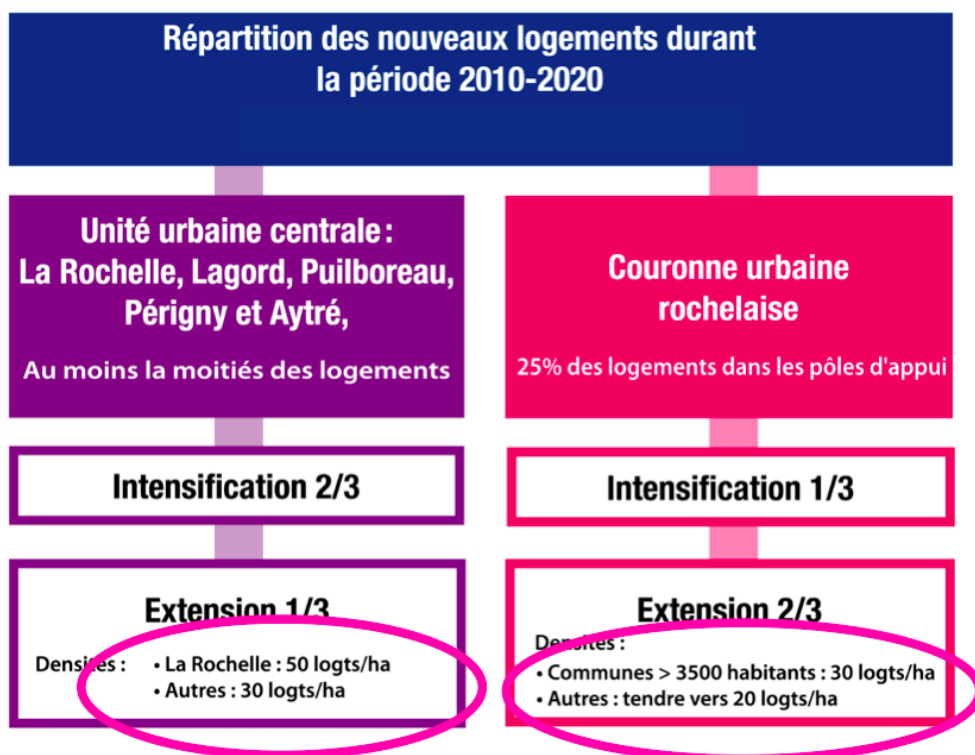 Répartition des nouveaux logements durant
la période 2010-2020
Unité urbaine centrale :
La Rochelle, Lagord, Puilboreau,
Périgny et Aytré,
Au moins la moitiés des logements
Intensification 2/3
Extension 1/3
Densités : • La Rochelle : 50 logts/ha
• Autres : 30 logts/ha
Couronne urbaine
rochelaise
25% des logements dans les pôles d'appui
Intensification 1/3
Extension 2/3
Densités :
• Communes > 3500 habitants : 30 logts/ha
• Autres : tendre vers 20 logts/ha